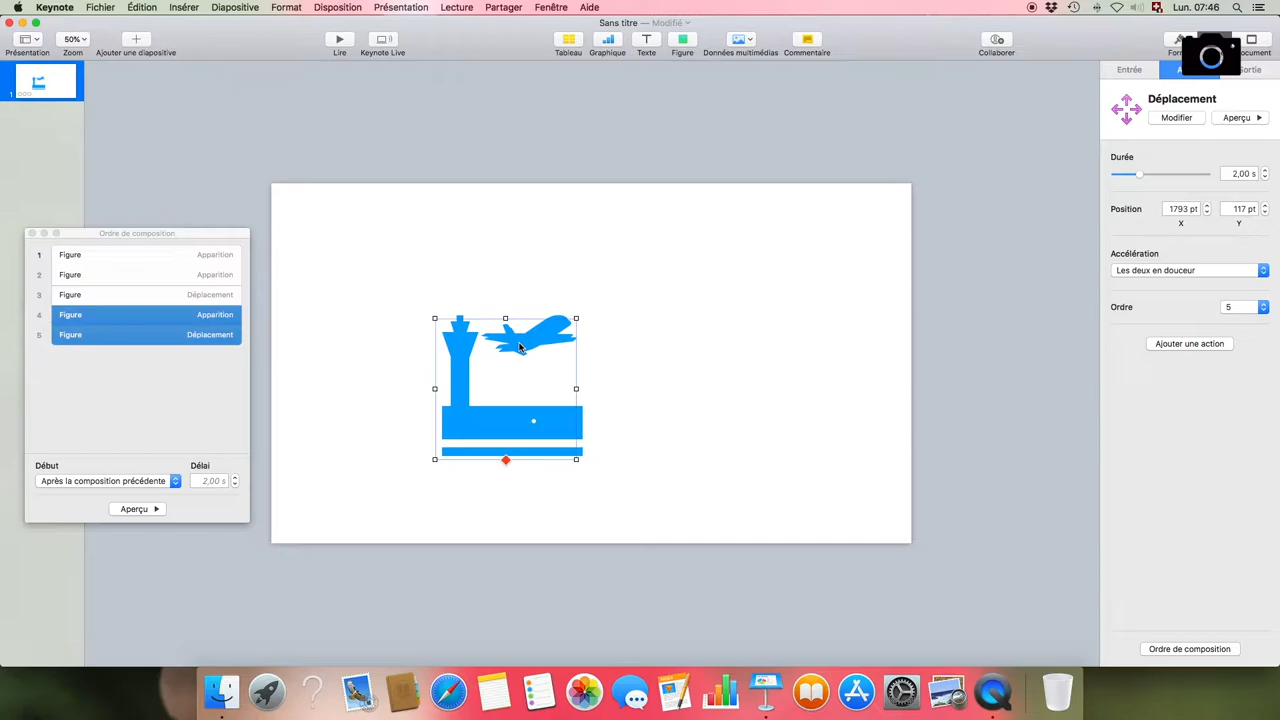 Keynote Fichier Édition Insérer Diapositive Format Disposition Présentation Lecture Partager Fenêtre Aide Lun. 07:46
Sans titre — Modifié
50%
Présentation Zoom Ajouter une diapositive Lire Keynote Live Tableau Graphique Texte Figure Données multimédias Commentaire Collaborer
Entrée
1
Déplacement
Modifier Aperçu
Durée
2,00 s
Position 1793 pt 117 pt
X Y
Accélération
Les deux en douceur
Ordre 5
Ajouter une action
Ordre de composition
Ordre de composition
1 Figure Apparition
2 Figure Apparition
3 Figure Déplacement
4 Figure Apparition
5 Figure Déplacement
Début Délai
Après la composition précédente 2,00 s
Aperçu